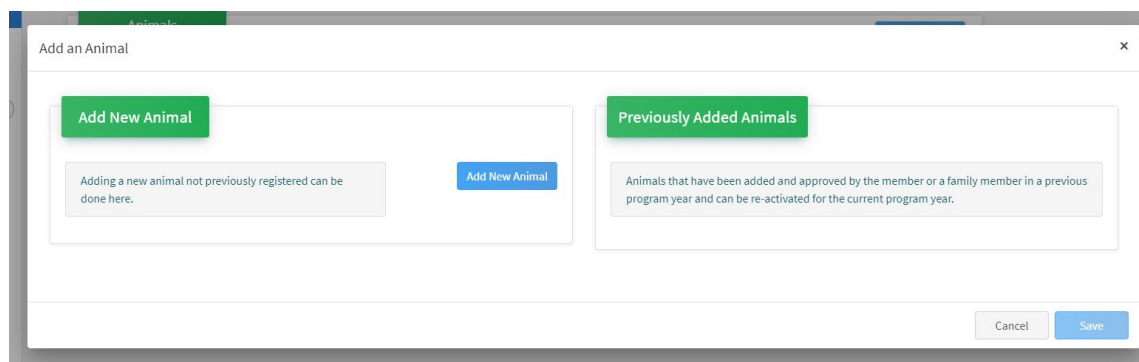 Animals
Add an Animal
×
Add New Animal
Adding a new animal not previously registered can be
done here.
Add New Animal
Previously Added Animals
Animals that have been added and approved by the member or a family member in a previous
program year and can be re-activated for the current program year.
Cancel
Save